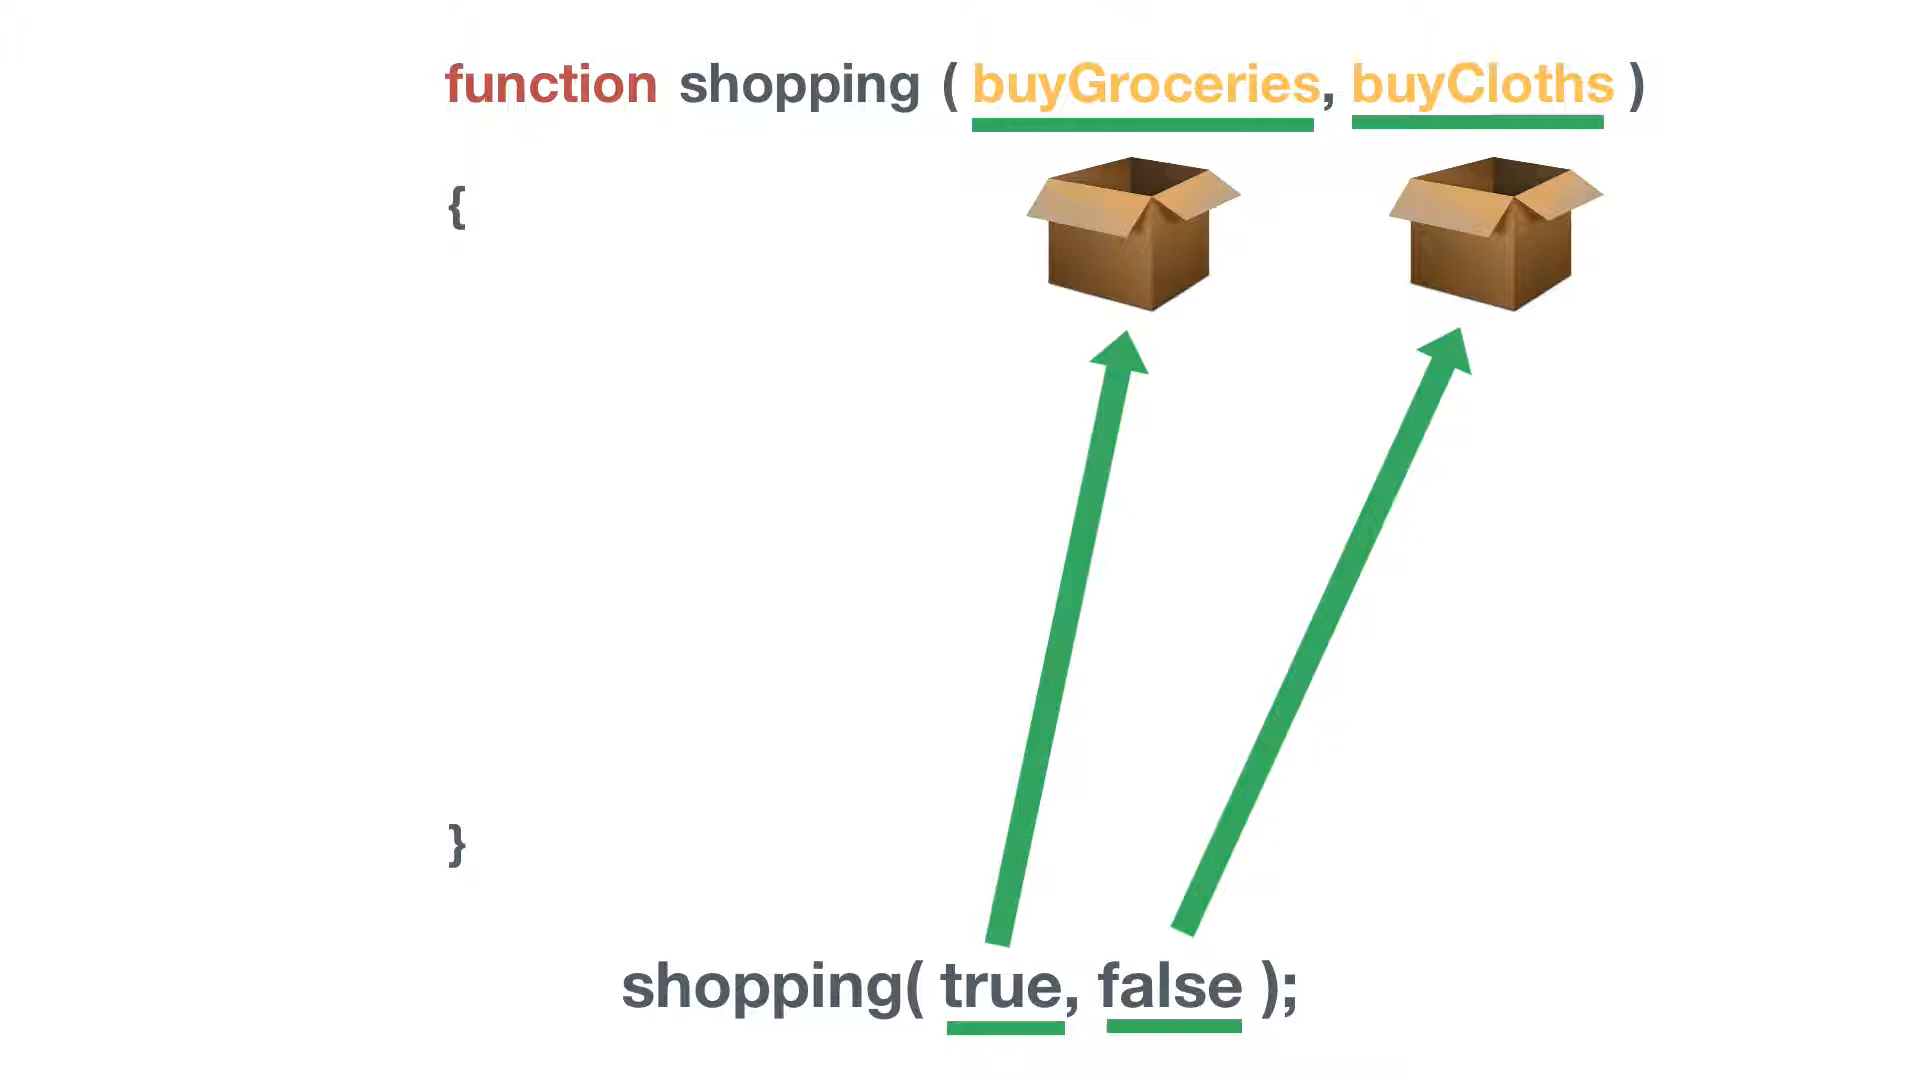 function shopping ( buyGroceries, buyCloths )
{
}
shopping( true, false );